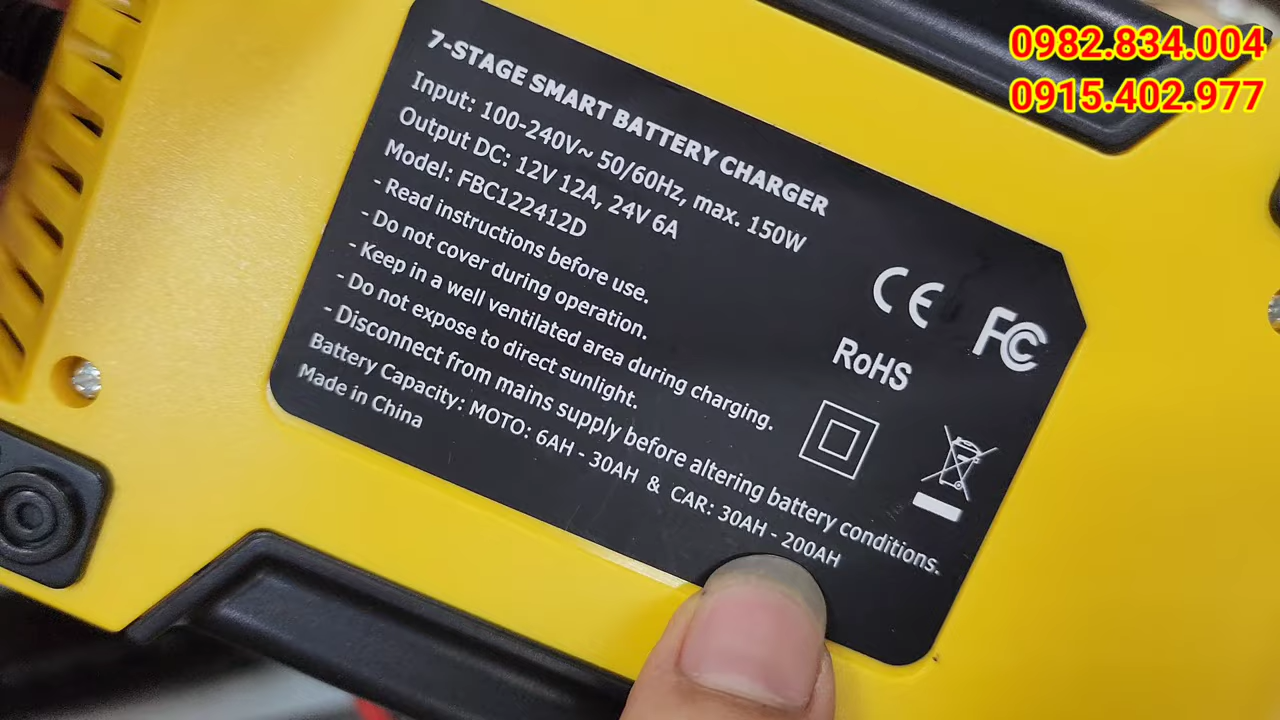 0982.834.004
0915.402.977
7-STAGE SMART BATTERY CHARGER
Input: 100-240V~ 50/60Hz, max. 150W
Output DC: 12V 12A, 24V 6A
Model: FBC122412D
- Read instructions before use.
- Do not cover during operation.
- Keep in a well ventilated area during charging.
- Do not expose to direct sunlight.
- Disconnect from mains supply before altering battery conditions.
Battery Capacity: MOTO: 6AH - 30AH & CAR: 30AH - 200AH
Made in China
CE
FC
RoHS